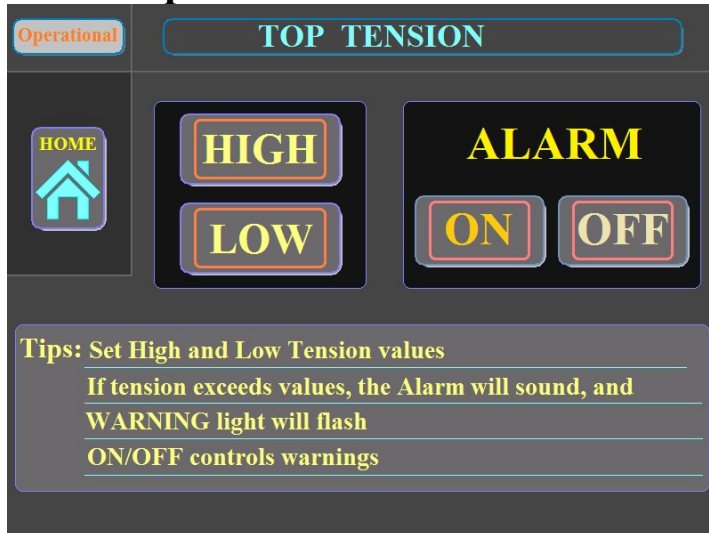 Operational
TOP TENSION
HOME
HIGH
LOW
ALARM
ON
OFF
Tips: Set High and Low Tension values
If tension exceeds values, the Alarm will sound, and
WARNING light will flash
ON/OFF controls warnings